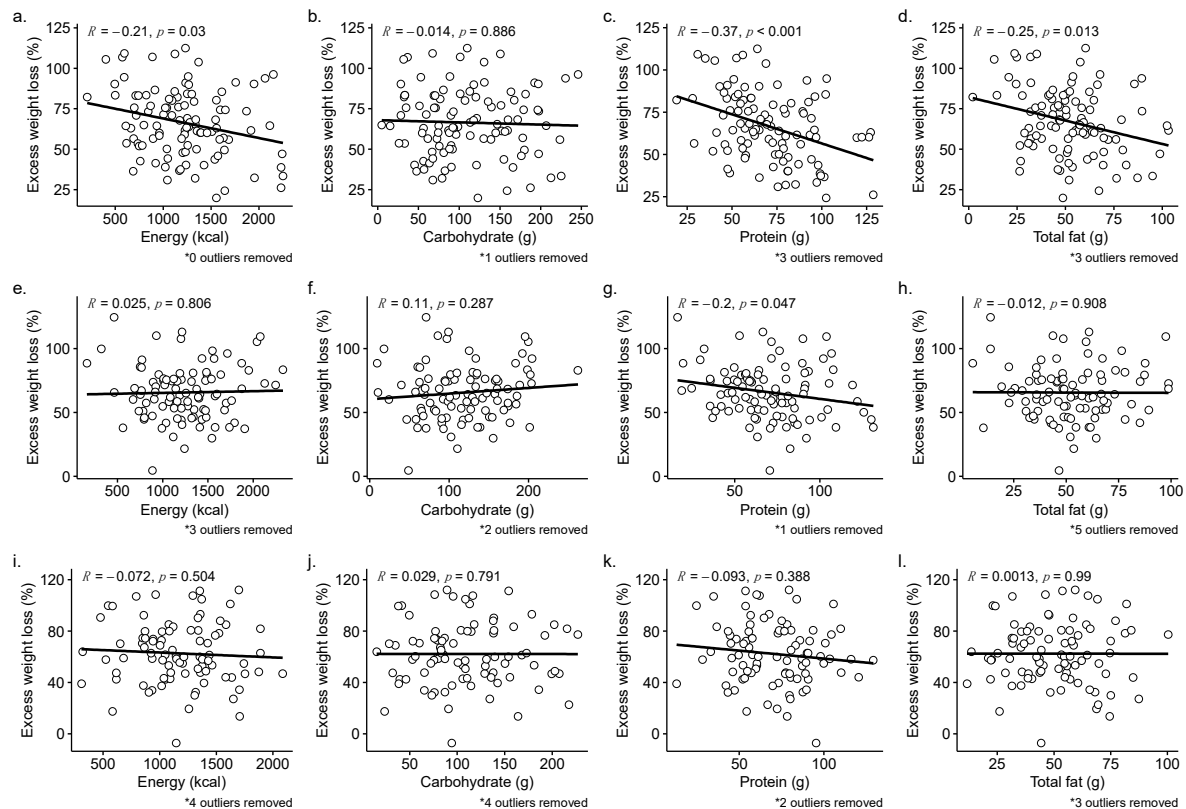 a.
R = −0.21, p = 0.03
Excess weight loss (%)
125
100
75
50
25
500 1000 1500 2000
Energy (kcal)
*0 outliers removed
b.
R = −0.014, p = 0.886
Excess weight loss (%)
125
100
75
50
25
0 50 100 150 200 250
Carbohydrate (g)
*1 outliers removed
c.
R = −0.37, p < 0.001
Excess weight loss (%)
125
100
75
50
25
25 50 75 100 125
Protein (g)
*3 outliers removed
d.
R = −0.25, p = 0.013
Excess weight loss (%)
125
100
75
50
25
0 25 50 75 100
Total fat (g)
*3 outliers removed
e.
R = 0.025, p = 0.806
Excess weight loss (%)
100
50
0
500 1000 1500 2000
Energy (kcal)
*3 outliers removed
f.
R = 0.11, p = 0.287
Excess weight loss (%)
100
50
0
0 100 200
Carbohydrate (g)
*2 outliers removed
g.
R = −0.2, p = 0.047
Excess weight loss (%)
100
50
0
50 100
Protein (g)
*1 outliers removed
h.
R = −0.012, p = 0.908
Excess weight loss (%)
100
50
0
25 50 75 100
Total fat (g)
*5 outliers removed
i.
R = −0.072, p = 0.504
Excess weight loss (%)
120
80
40
0
500 1000 1500 2000
Energy (kcal)
*4 outliers removed
j.
R = 0.029, p = 0.791
Excess weight loss (%)
120
80
40
0
50 100 150 200
Carbohydrate (g)
*4 outliers removed
k.
R = −0.093, p = 0.388
Excess weight loss (%)
120
80
40
0
50 100
Protein (g)
*2 outliers removed
l.
R = 0.0013, p = 0.99
Excess weight loss (%)
120
80
40
0
25 50 75 100
Total fat (g)
*3 outliers removed